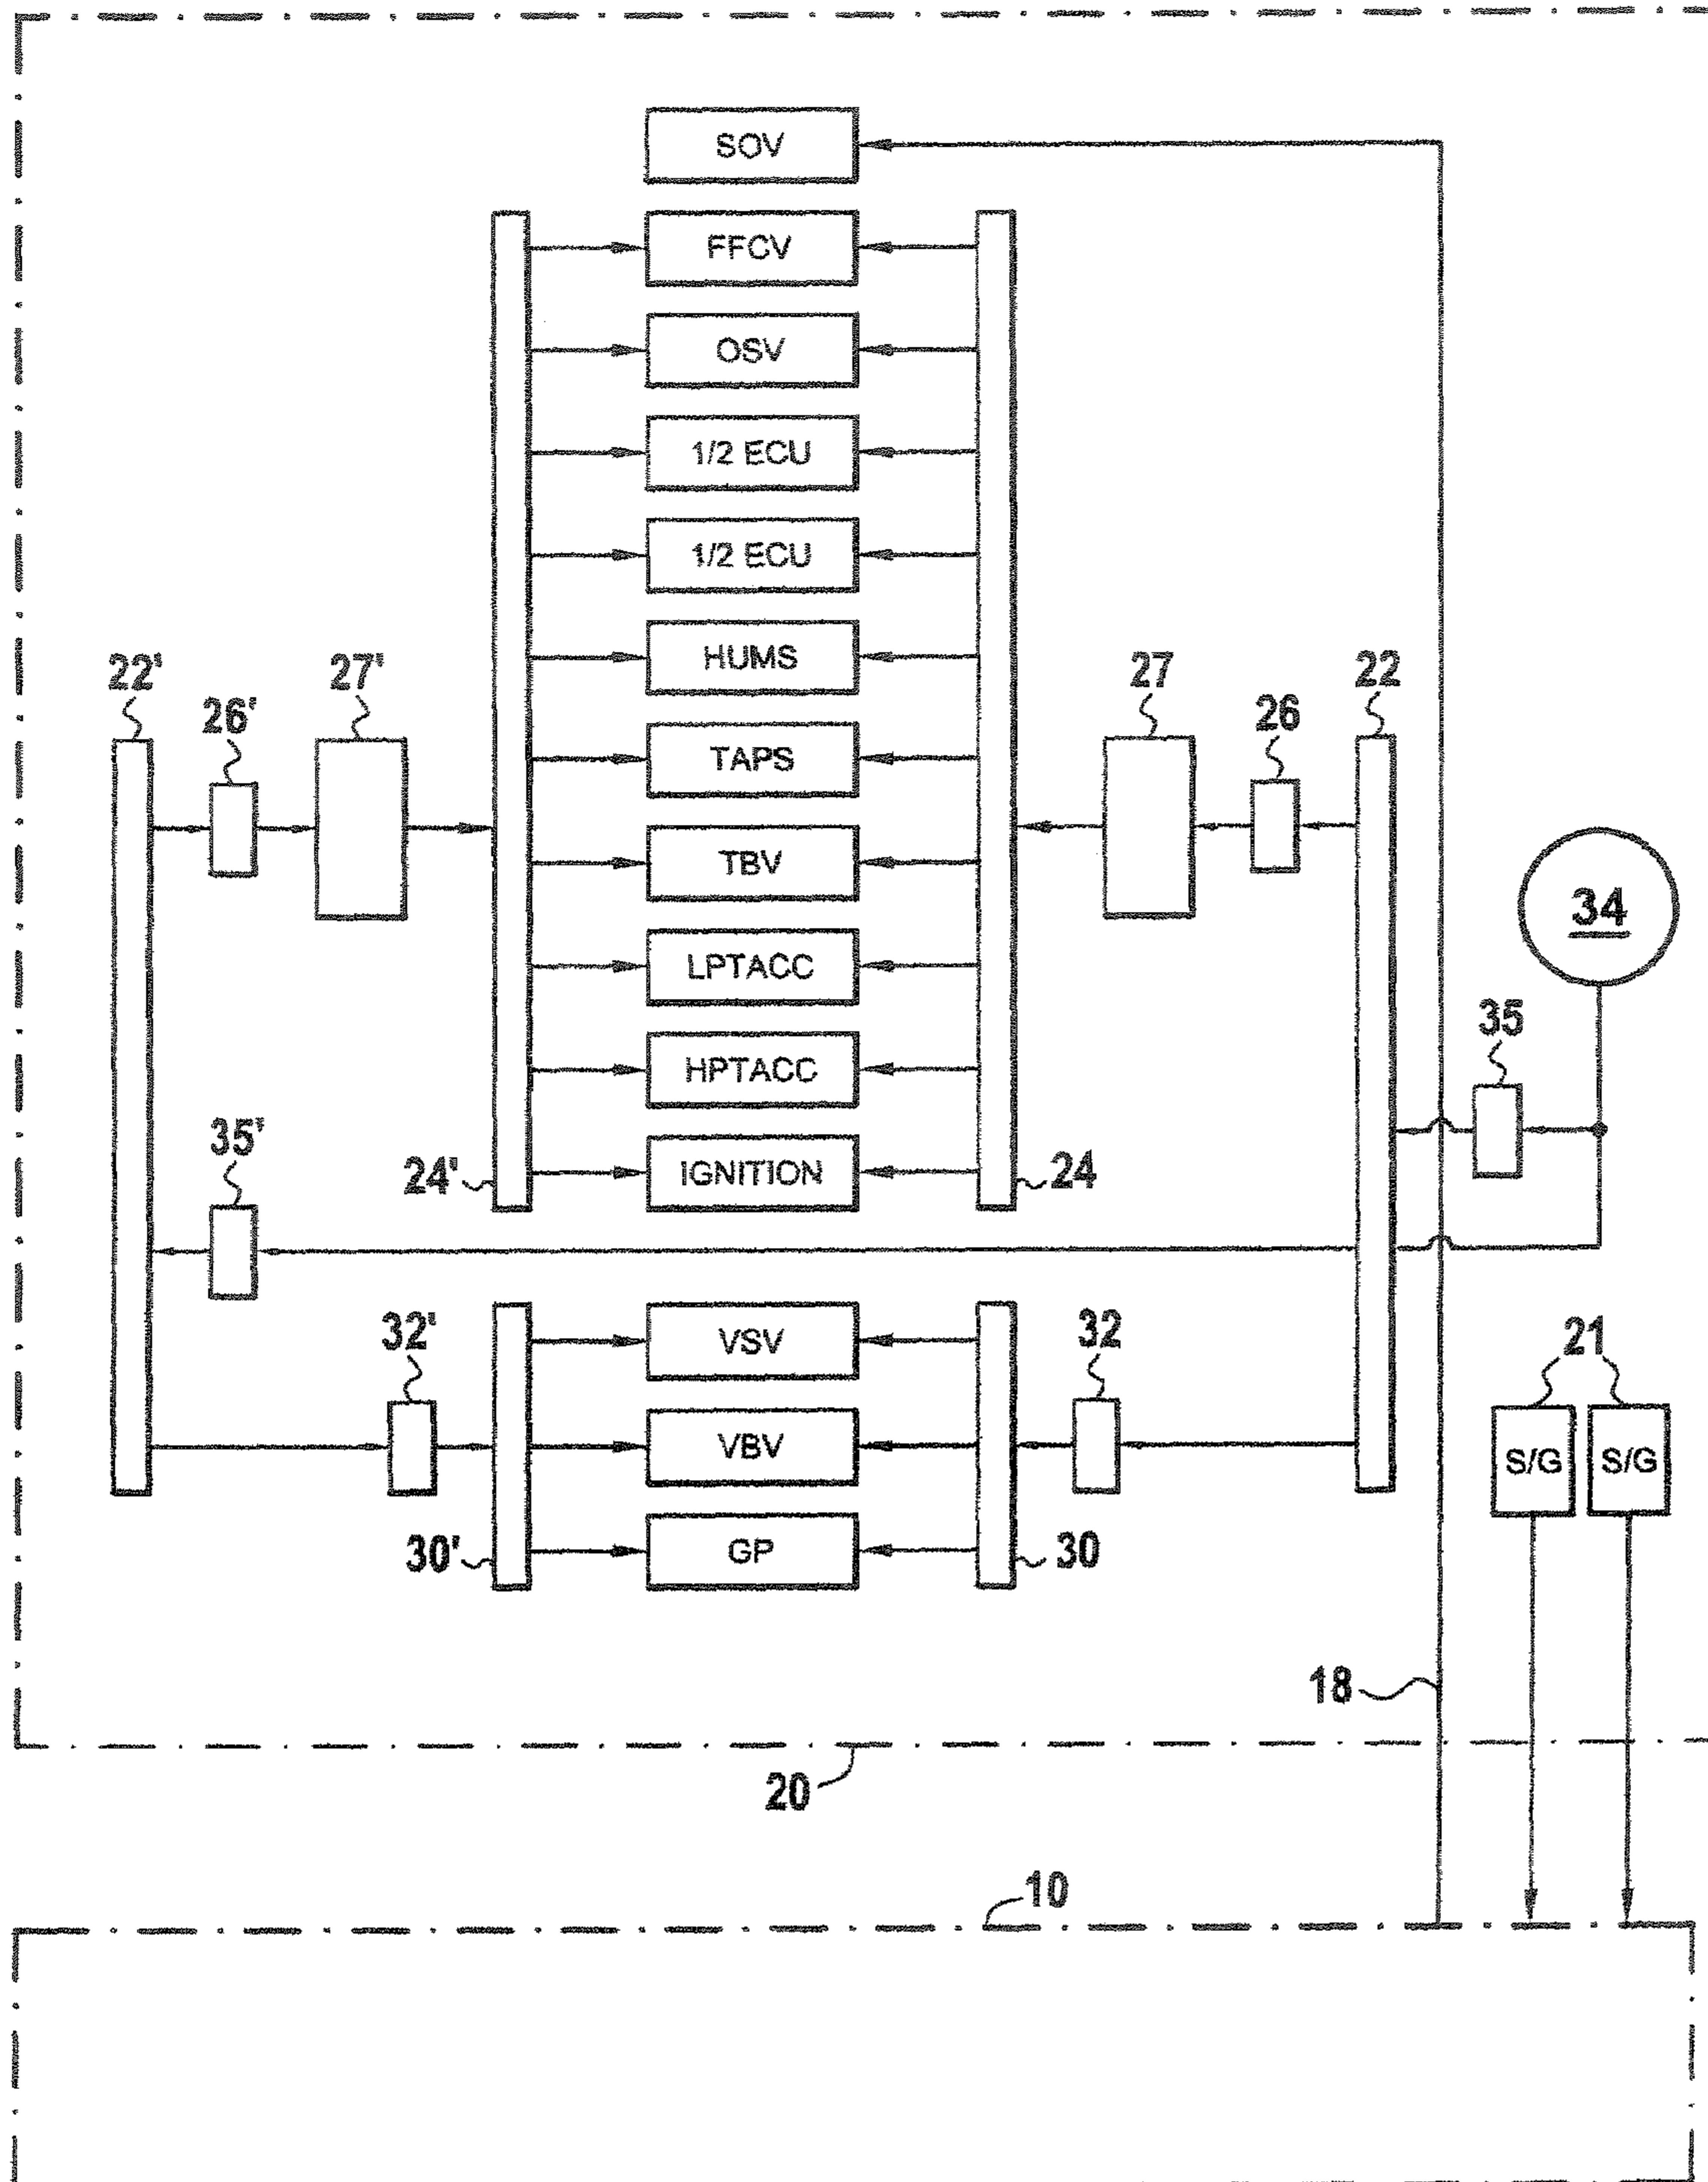 SOV
FFCV
OSV
1/2 ECU
1/2 ECU
HUMS
22'
27'
27
22
26'
26
TAPS
TBV
34
LPTACC
35
HPTACC
35'
24'
IGNITION
24
32'
VSV
32
21
VBV
S/G
S/G
30'
GP
30
18
20
10